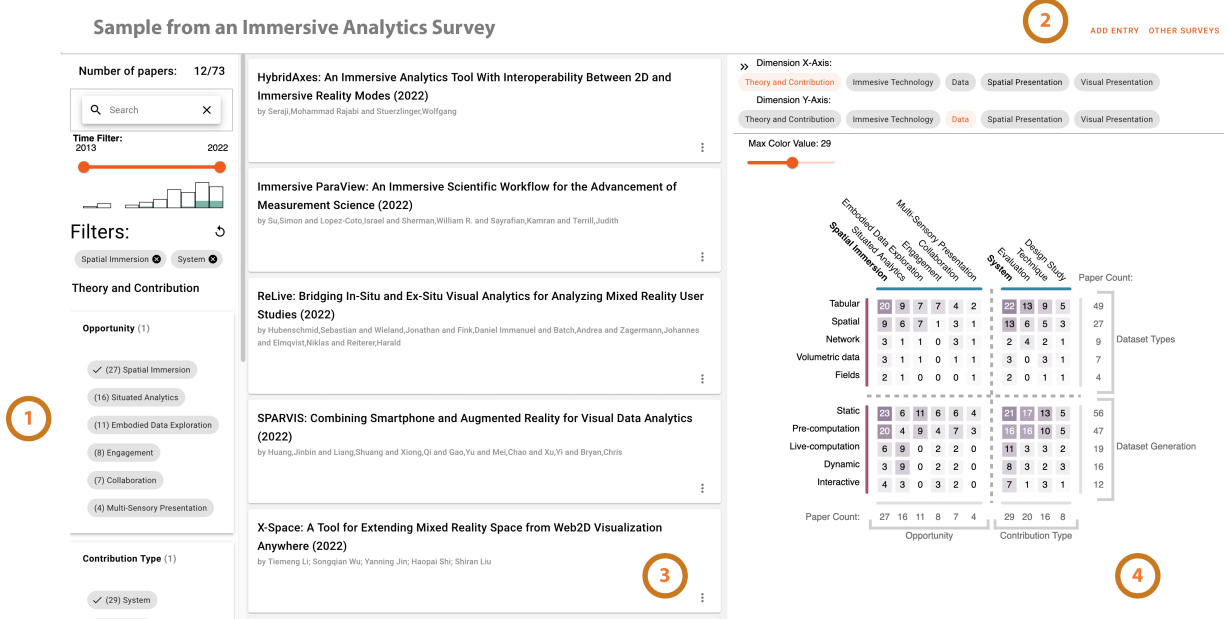 Sample from an Immersive Analytics Survey
2
ADD ENTRY OTHER SURVEYS
Number of papers: 12/73
Search
Time Filter:
2013 2022
Filters:
Spatial Immersion System
Theory and Contribution
Opportunity (1)
(27) Spatial Immersion
(16) Situated Analytics
(11) Embodied Data Exploration
(8) Engagement
(7) Collaboration
(4) Multi-Sensory Presentation
Contribution Type (1)
(29) System
1
HybridAxes: An Immersive Analytics Tool With Interoperability Between 2D and
Immersive Reality Modes (2022)
by Seraji,Mohammad Rajabi and Stuerzlinger,Wolfgang
Immersive ParaView: An Immersive Scientific Workflow for the Advancement of
Measurement Science (2022)
by Su,Simon and Lopez-Coto,Israel and Sherman,William R. and Sayrafian,Kamran and Terrill,Judith
ReLive: Bridging In-Situ and Ex-Situ Visual Analytics for Analyzing Mixed Reality User
Studies (2022)
by Hubenschmid,Sebastian and Wieland,Jonathan and Fink,Daniel Immanuel and Batch,Andrea and Zagermann,Johannes
and Elmqvist,Niklas and Reiterer,Harald
SPARVIS: Combining Smartphone and Augmented Reality for Visual Data Analytics
(2022)
by Huang,Jinbin and Liang,Shuang and Xiong,Qi and Gao,Yu and Mei,Chao and Xu,Yi and Bryan,Chris
X-Space: A Tool for Extending Mixed Reality Space from Web2D Visualization
Anywhere (2022)
by Tiemeng Li; Songqian Wu; Yanning Jin; Haopai Shi; Shiran Liu
3
Dimension X-Axis:
Theory and Contribution Immesive Technology Data Spatial Presentation Visual Presentation
Dimension Y-Axis:
Theory and Contribution Immesive Technology Data Spatial Presentation Visual Presentation
Max Color Value: 29
Spatial Immersion
Situated Analytics
Embodied Data Exploration
Engagement
Collaboration
Multi-Sensory Presentation
System
Evaluation
Technique
Design Study
Paper Count:
Tabular 20 9 7 7 4 2 22 13 9 5 49
Spatial 9 6 7 1 3 1 13 6 5 3 27
Network 3 1 1 0 3 1 2 4 2 1 9
Volumetric data 3 1 1 0 1 1 3 0 3 1 7
Fields 2 1 0 0 0 1 2 0 1 1 4
Dataset Types
Static 23 6 11 6 6 4 21 17 13 5 56
Pre-computation 20 4 9 4 7 3 16 16 10 5 47
Live-computation 6 9 0 2 2 0 11 3 3 2 19
Dynamic 3 9 0 2 2 0 8 3 2 3 16
Interactive 4 3 0 3 2 0 7 1 3 1 12
Dataset Generation
Paper Count: 27 16 11 8 7 4 29 20 16 8
Opportunity Contribution Type
4